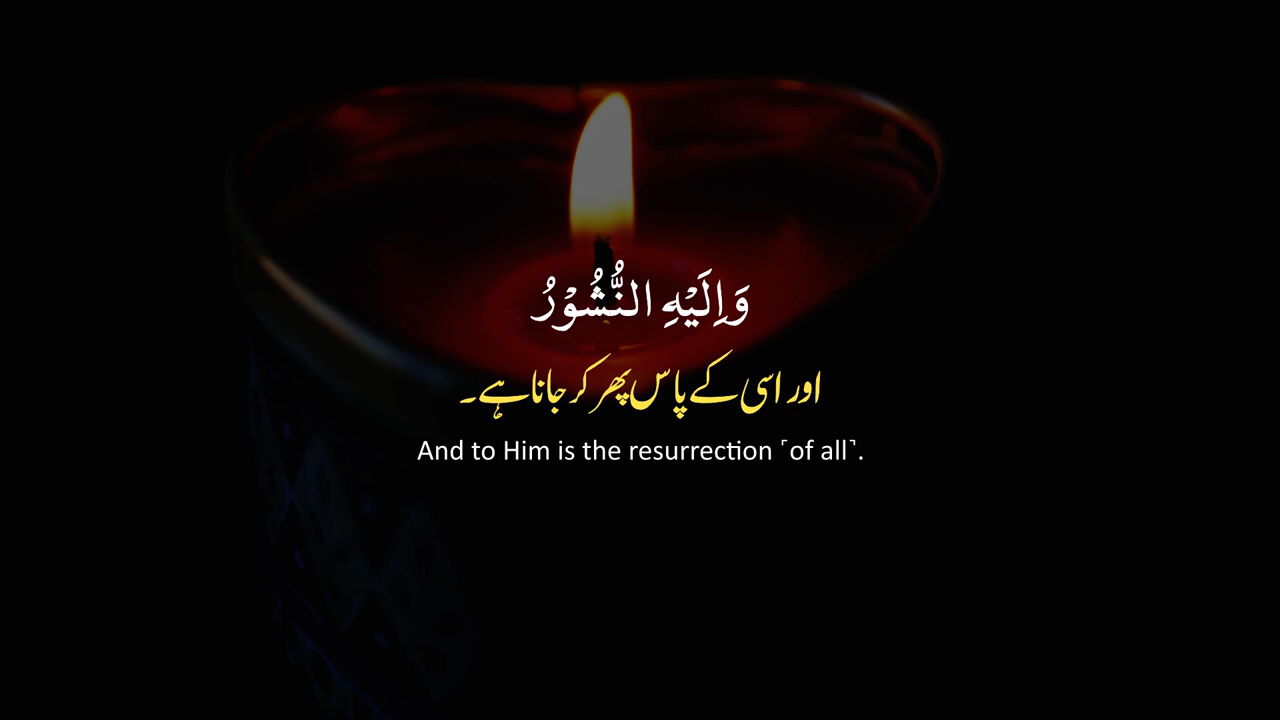 وَاِلَيْهِ النُّشُوْرُ
اور اسی کے پاس پھر کر جانا ہے۔
And to Him is the resurrection ˹of all˺.